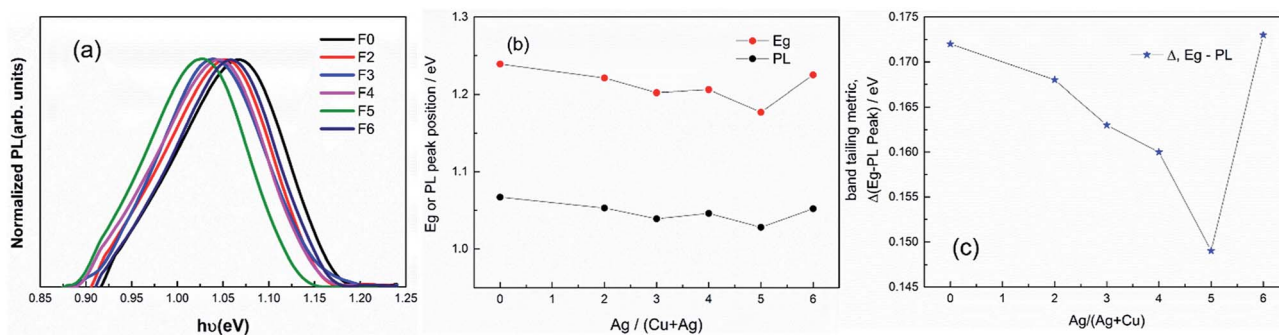 (a)
F0
F2
F3
F4
F5
F6
Normalized PL(arb. units)
0.85 0.90 0.95 1.00 1.05 1.10 1.15 1.20 1.25
hυ(eV)
(b)
Eg
PL
Eg or PL peak position / eV
1.3
1.2
1.1
1.0
0 1 2 3 4 5 6
Ag / (Cu+Ag)
(c)
Δ, Eg - PL
band tailing metric,
Δ(Eg-PL Peak) / eV
0.175
0.170
0.165
0.160
0.155
0.150
0.145
0 1 2 3 4 5 6
Ag/(Ag+Cu)